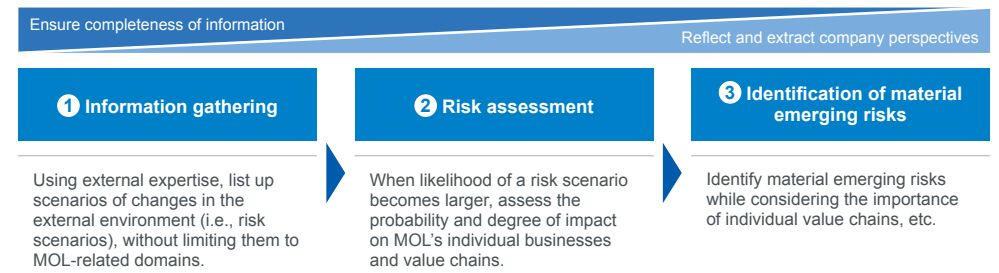 Ensure completeness of information
Reflect and extract company perspectives
1 Information gathering
Using external expertise, list up
scenarios of changes in the
external environment (i.e., risk
scenarios), without limiting them to
MOL-related domains.
2 Risk assessment
When likelihood of a risk scenario
becomes larger, assess the
probability and degree of impact
on MOL’s individual businesses
and value chains.
3 Identification of material
emerging risks
Identify material emerging risks
while considering the importance
of individual value chains, etc.